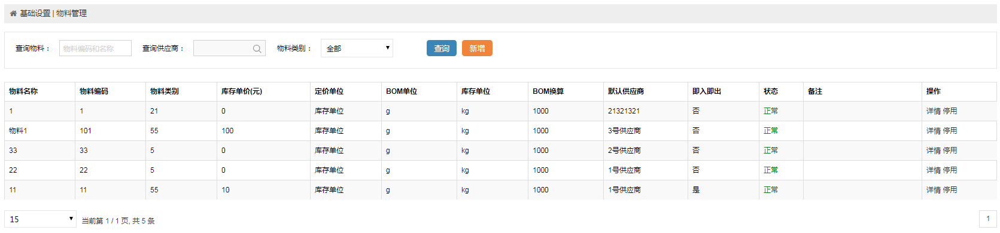 基础设置 | 物料管理
查询物料： 物料编码和名称 查询供应商： 物料类别： 全部 查询 新增
物料名称 物料编码 物料类别 库存单价(元) 定价单位 BOM单位 库存单位 BOM换算 默认供应商 即入即出 状态 备注 操作
1 1 21 0 库存单位 g kg 1000 21321321 否 正常 详情 停用
物料1 101 55 100 库存单位 g kg 1000 3号供应商 否 正常 详情 停用
33 33 5 0 库存单位 g kg 1000 2号供应商 否 正常 详情 停用
22 22 5 0 库存单位 g kg 1000 1号供应商 否 正常 详情 停用
11 11 55 10 库存单位 g kg 1000 1号供应商 是 正常 详情 停用
15 当前第 1 / 1 页, 共 5 条 1